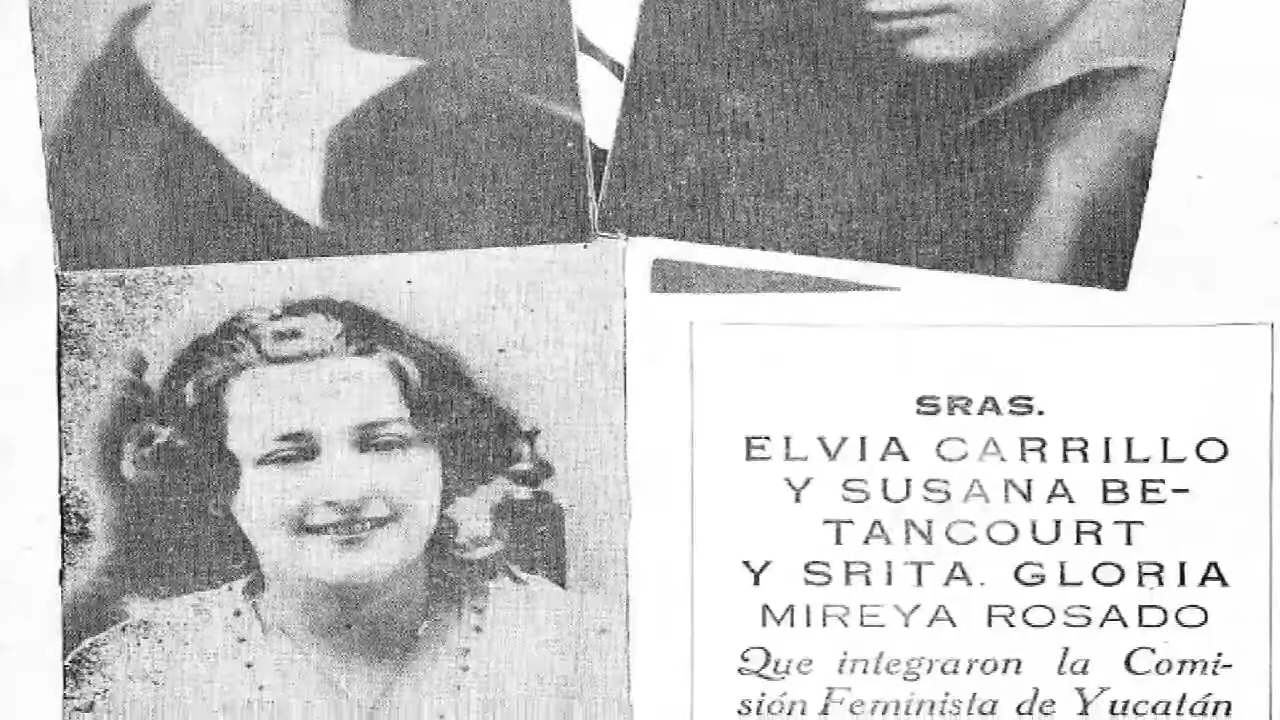 SRAS.
ELVIA CARRILLO
Y SUSANA BE-
TANCOURT
Y SRITA. GLORIA
MIREYA ROSADO
Que integraron la Comi-
sión Feminista de Yucatán